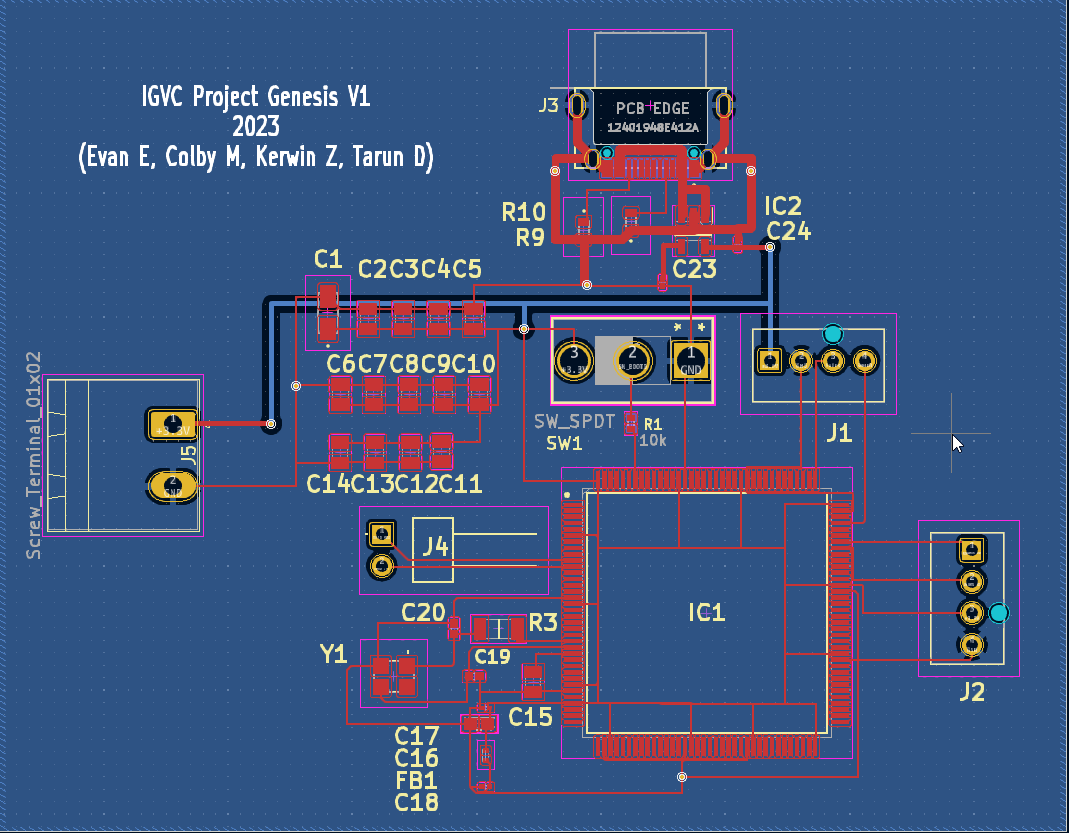 IGVC Project Genesis V1
2023
(Evan E, Colby M, Kerwin Z, Tarun D)
J3
PCB EDGE
12401948E412A
R10
R9
IC2
C24
C23
C1
C2C3C4C5
C6C7C8C9C10
C14C13C12C11
Screw_Terminal_01x02
1
+3.3V
2
GND
J5
* *
3
+3.3V
2
1
GND
SW_SPDT
SW1
R1
10k
J1
J4
IC1
C20
R3
Y1
C19
C15
C17
C16
FB1
C18
J2